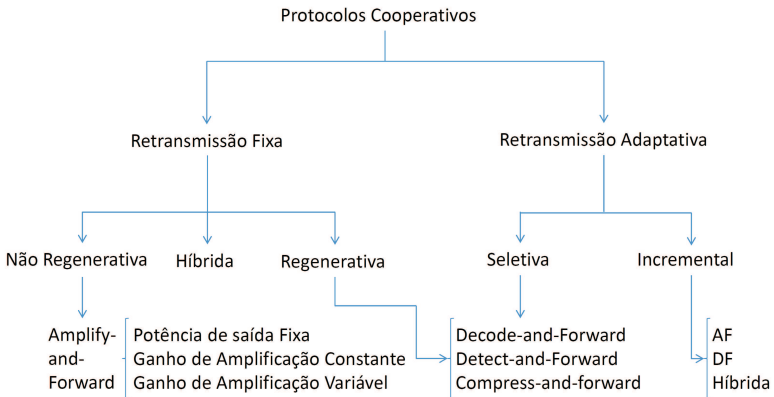 Protocolos Cooperativos
Retransmissão Fixa
Retransmissão Adaptativa
Não Regenerativa
Híbrida
Regenerativa
Seletiva
Incremental
Amplify-
and-
Forward
Potência de saída Fixa
Ganho de Amplificação Constante
Ganho de Amplificação Variável
Decode-and-Forward
Detect-and-Forward
Compress-and-forward
AF
DF
Híbrida